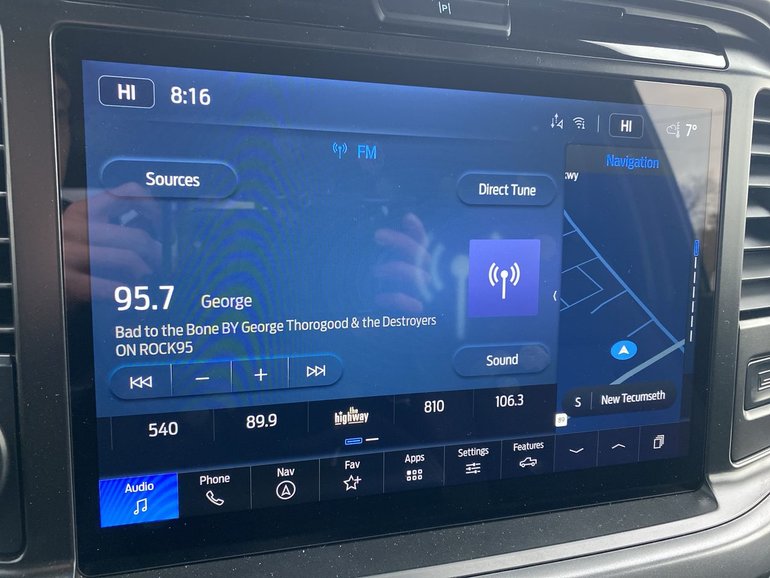 P
HI
8:16
HI
7°
FM
Navigation
Sources
Direct Tune
wy
95.7
George
Bad to the Bone BY George Thorogood & the Destroyers
ON ROCK95
Sound
S
New Tecumseth
540
89.9
the highway
810
106.3
89
Audio
Phone
Nav
Fav
Apps
Settings
Features